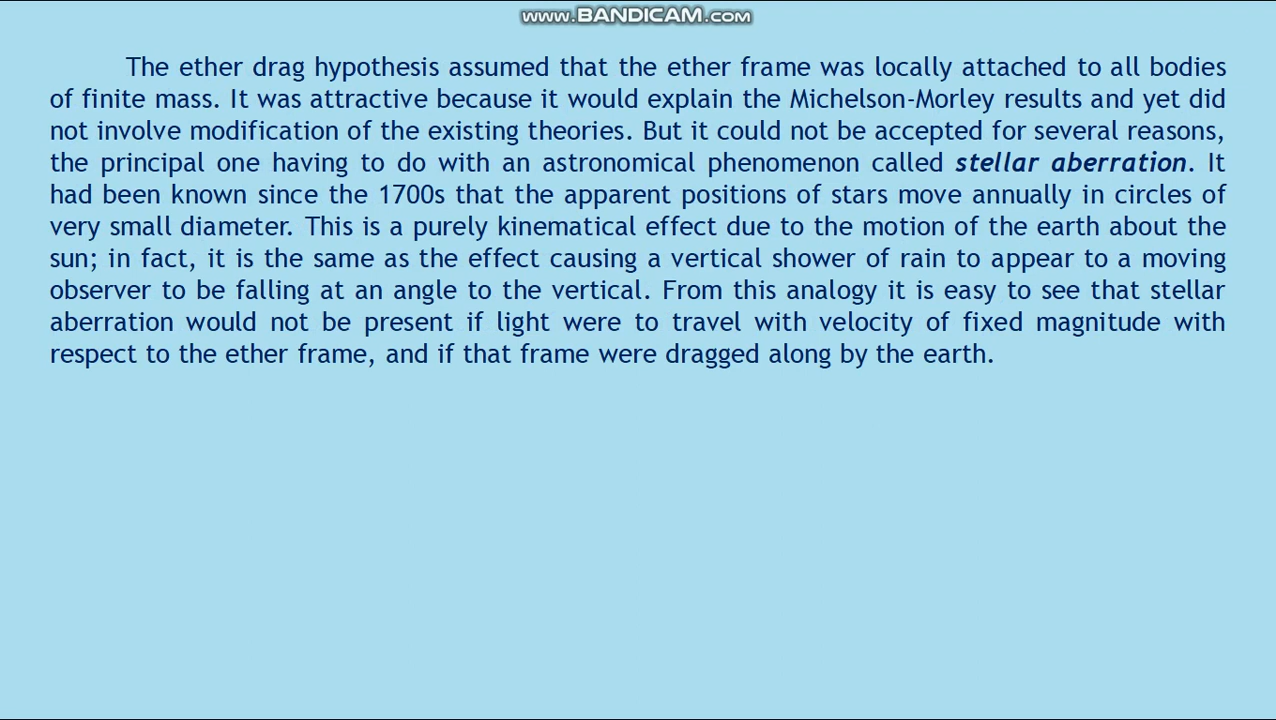 www.BANDICAM.com
The ether drag hypothesis assumed that the ether frame was locally attached to all bodies
of finite mass. It was attractive because it would explain the Michelson-Morley results and yet did
not involve modification of the existing theories. But it could not be accepted for several reasons,
the principal one having to do with an astronomical phenomenon called stellar aberration. It
had been known since the 1700s that the apparent positions of stars move annually in circles of
very small diameter. This is a purely kinematical effect due to the motion of the earth about the
sun; in fact, it is the same as the effect causing a vertical shower of rain to appear to a moving
observer to be falling at an angle to the vertical. From this analogy it is easy to see that stellar
aberration would not be present if light were to travel with velocity of fixed magnitude with
respect to the ether frame, and if that frame were dragged along by the earth.